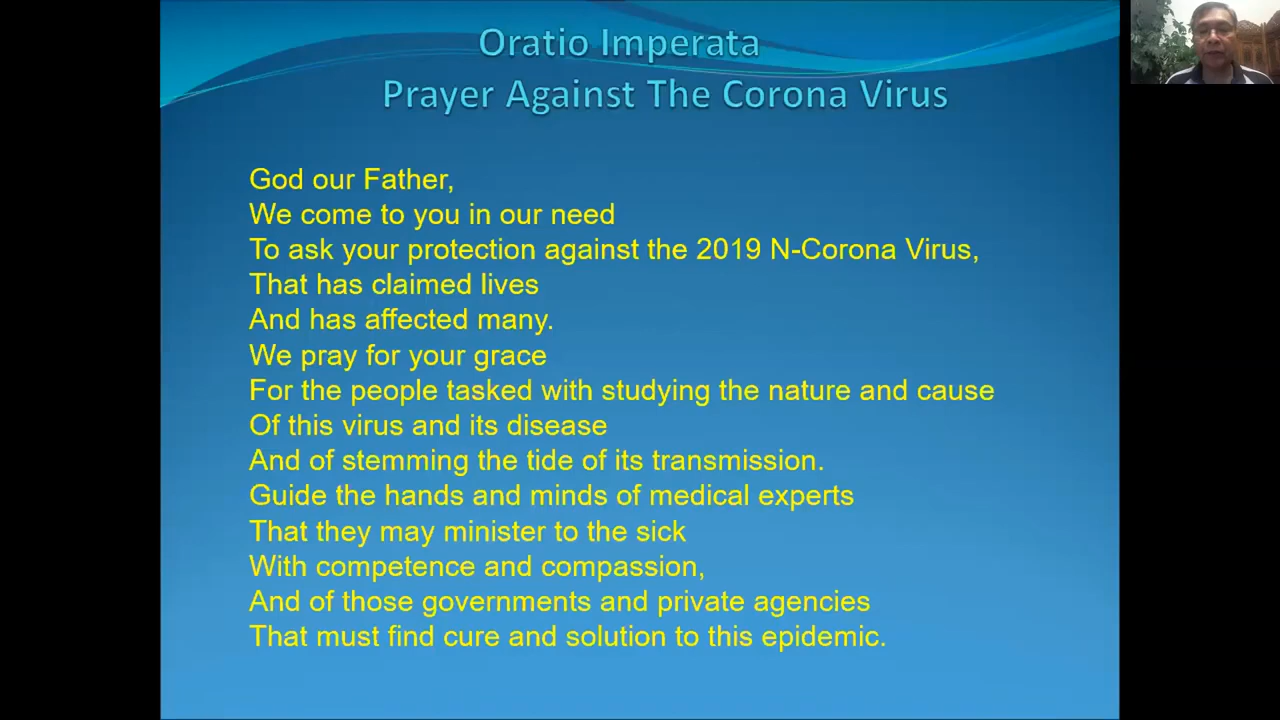 Oratio Imperata
Prayer Against The Corona Virus
God our Father,
We come to you in our need
To ask your protection against the 2019 N-Corona Virus,
That has claimed lives
And has affected many.
We pray for your grace
For the people tasked with studying the nature and cause
Of this virus and its disease
And of stemming the tide of its transmission.
Guide the hands and minds of medical experts
That they may minister to the sick
With competence and compassion,
And of those governments and private agencies
That must find cure and solution to this epidemic.